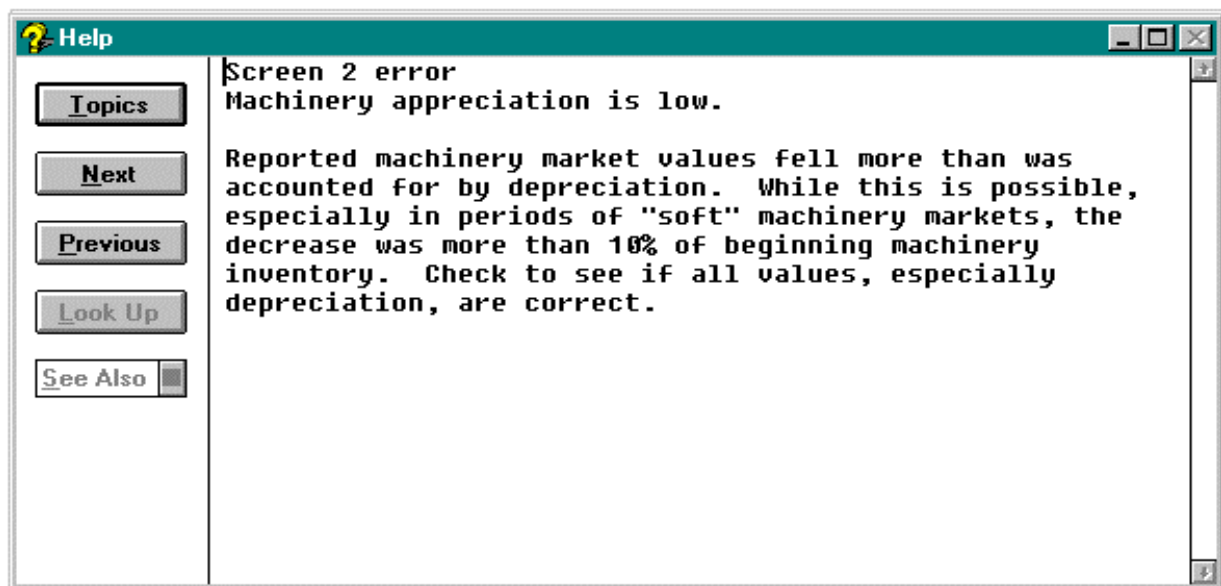 Help
Topics
Next
Previous
Look Up
See Also
Screen 2 error
Machinery appreciation is low.
Reported machinery market values fell more than was
accounted for by depreciation.  While this is possible,
especially in periods of "soft" machinery markets, the
decrease was more than 10% of beginning machinery
inventory.  Check to see if all values, especially
depreciation, are correct.